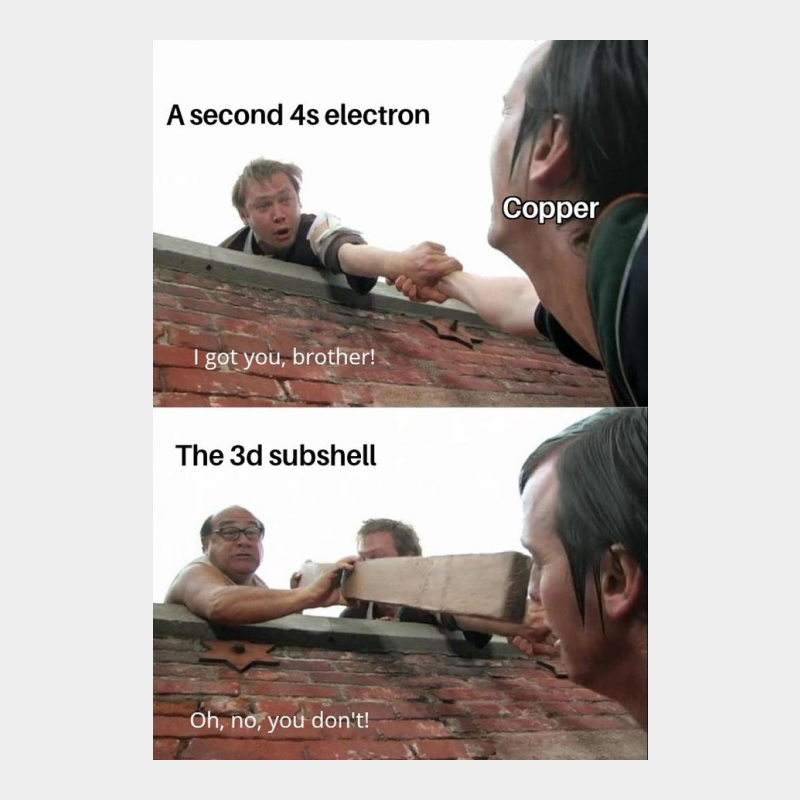 A second 4s electron
Copper
I got you, brother!
The 3d subshell
Oh, no, you don't!